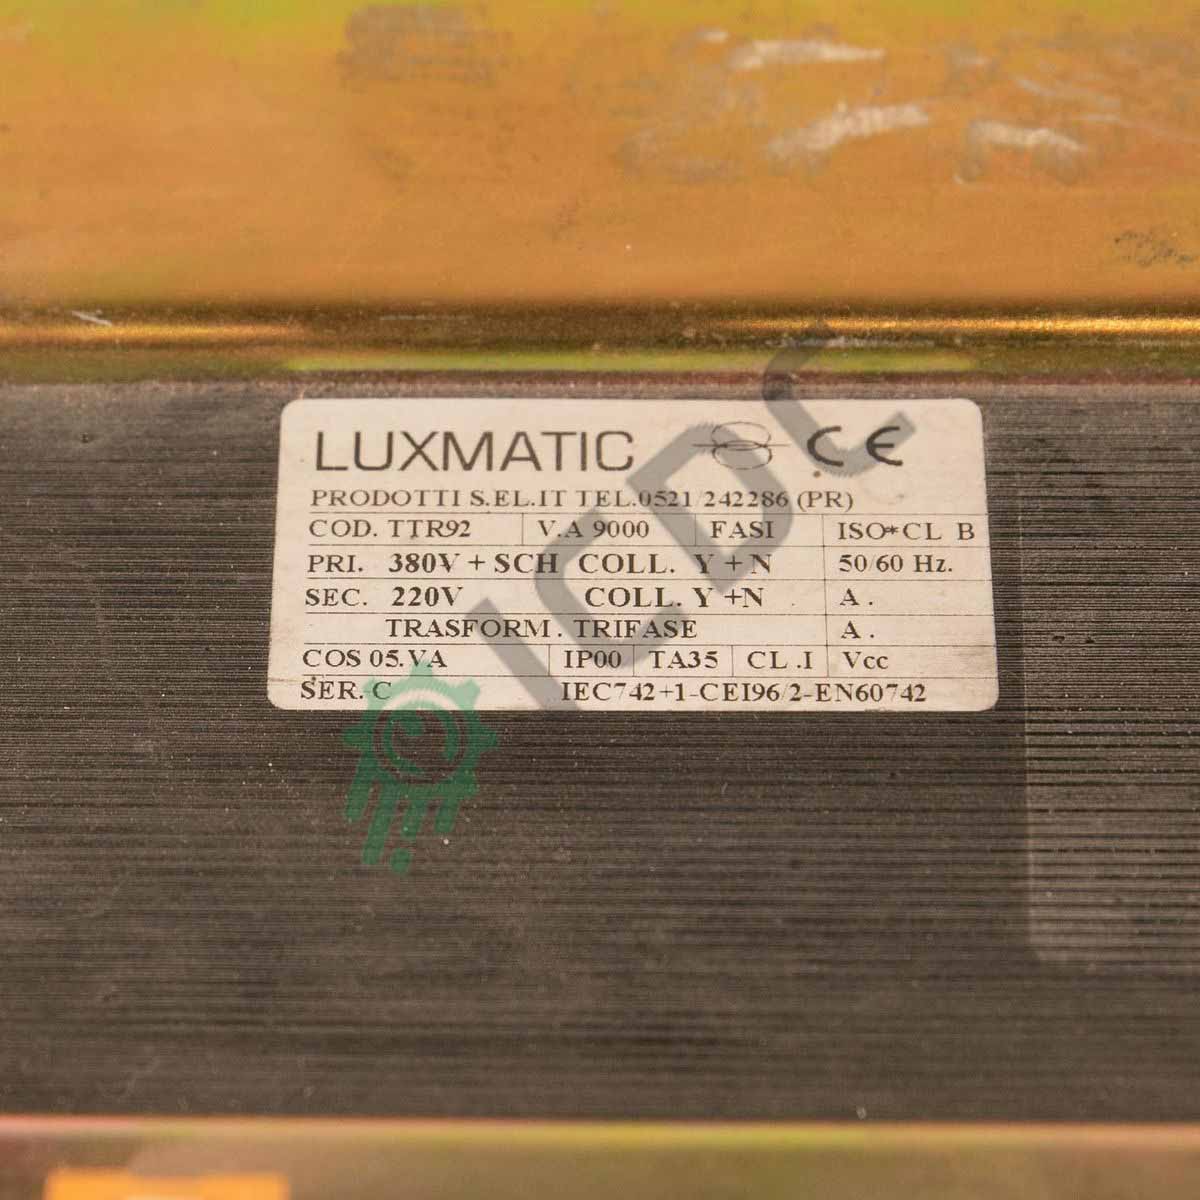 LUXMATIC CE
PRODOTTI S.EL.IT TEL.0521/242286 (PR)
COD. TTR92 V.A 9000 FASI ISO*CL B
PRI. 380V + SCH COLL. Y + N 50/60 Hz.
SEC. 220V COLL. Y +N A .
TRASFORM . TRIFASE A .
COS 05.VA IP00 TA35 CL .I Vcc
SER. C IEC742+1-CEI96/2-EN60742
ICDC